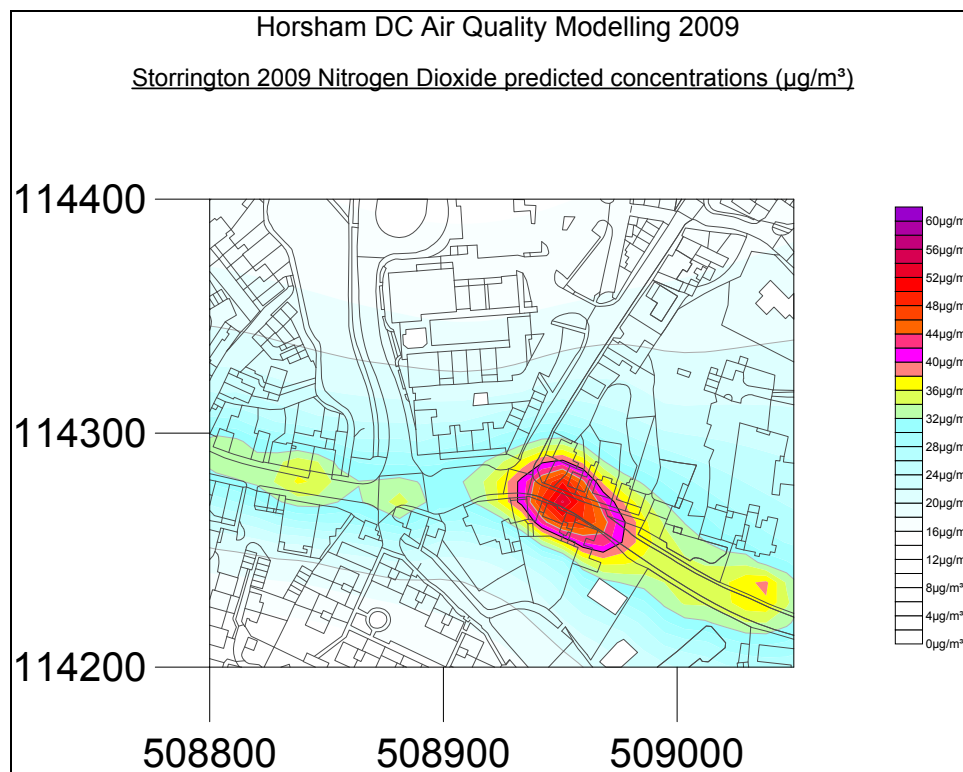 Horsham DC Air Quality Modelling 2009
Storrington 2009 Nitrogen Dioxide predicted concentrations (µg/m³)
114400
114300
114200
508800
508900
509000
60µg/m
56µg/m
52µg/m
48µg/m
44µg/m
40µg/m
36µg/m
32µg/m
28µg/m
24µg/m
20µg/m
16µg/m
12µg/m
8µg/m³
4µg/m³
0µg/m³